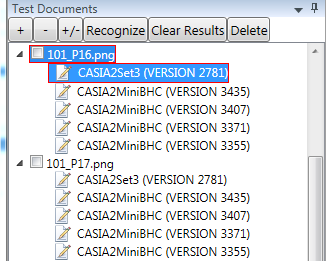 Test Documents
+ - +/- Recognize Clear Results Delete
101_P16.png
CASIA2Set3 (VERSION 2781)
CASIA2MiniBHC (VERSION 3435)
CASIA2MiniBHC (VERSION 3407)
CASIA2MiniBHC (VERSION 3371)
CASIA2MiniBHC (VERSION 3355)
101_P17.png
CASIA2Set3 (VERSION 2781)
CASIA2MiniBHC (VERSION 3435)
CASIA2MiniBHC (VERSION 3407)
CASIA2MiniBHC (VERSION 3371)
CASIA2MiniBHC (VERSION 3355)